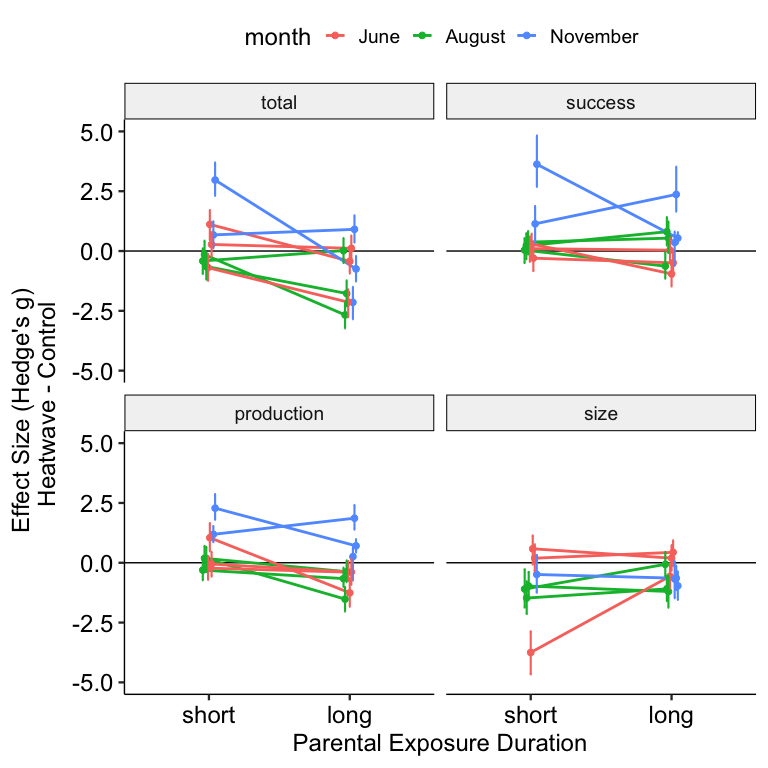 month June August November
total success
5.0
2.5
0.0
-2.5
-5.0
production size
5.0
2.5
0.0
-2.5
-5.0
short long short long
Parental Exposure Duration
Effect Size (Hedge's g)
Heatwave - Control